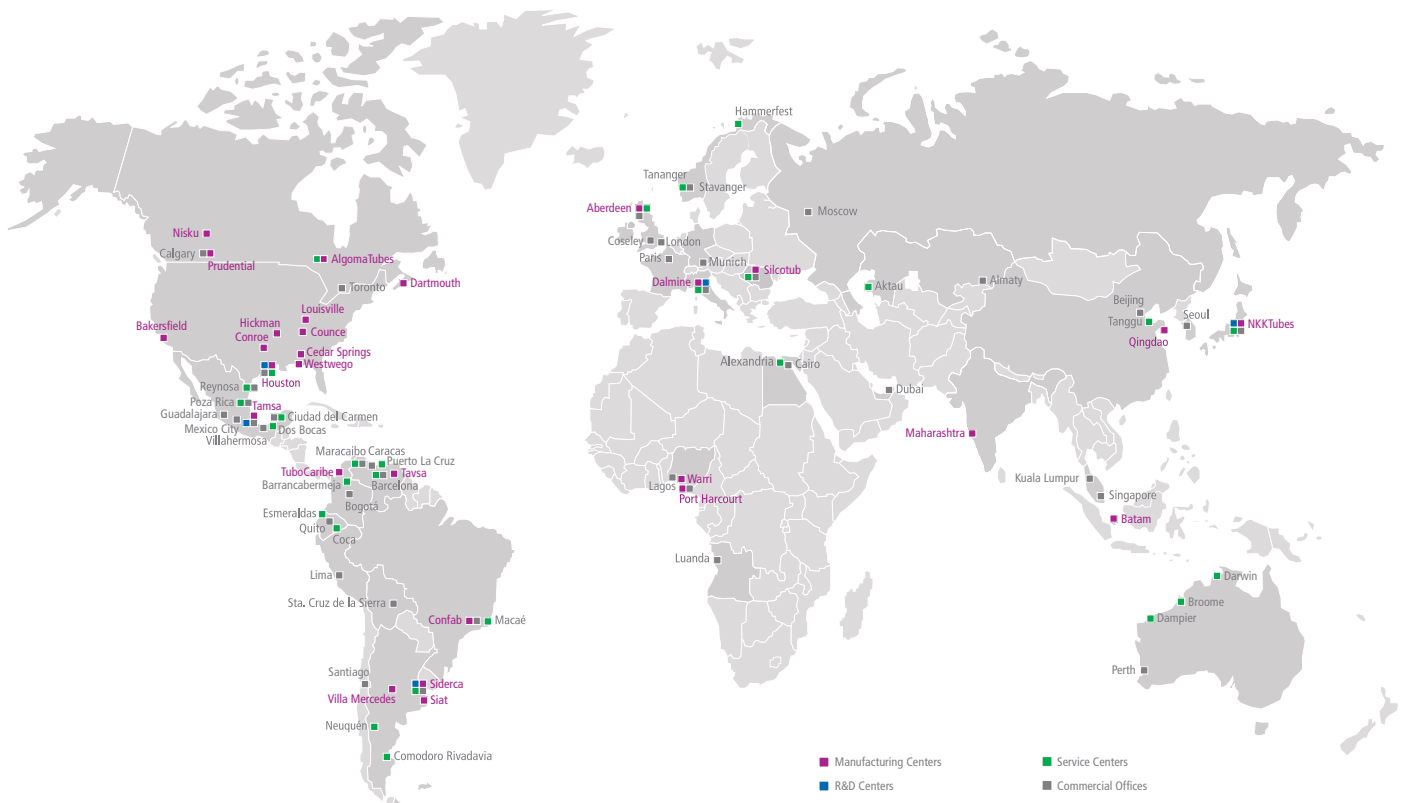 Hammerfest
Tananger
Stavanger
Aberdeen
Moscow
Nisku
Coseley
London
Calgary
Prudential
AlgomaTubes
Paris
Munich
Silcotub
Dartmouth
Toronto
Dalmine
Aktau
Almaty
Louisville
Beijing
Bakersfield
Hickman
Counce
Tanggu
Seoul
NKKTubes
Conroe
Qingdao
Cedar Springs
Westwego
Alexandria
Cairo
Houston
Reynosa
Dubai
Poza Rica
Tamsa
Guadalajara
Ciudad del Carmen
Mexico City
Dos Bocas
Maharashtra
Villahermosa
Maracaibo
Caracas
Puerto La Cruz
TuboCaribe
Tavsa
Warri
Kuala Lumpur
Barrancabermeja
Barcelona
Lagos
Port Harcourt
Singapore
Bogotá
Esmeraldas
Batam
Quito
Coca
Luanda
Lima
Darwin
Sta. Cruz de la Sierra
Broome
Confab
Macaé
Dampier
Santiago
Perth
Siderca
Villa Mercedes
Siat
Neuquén
Comodoro Rivadavia
Manufacturing Centers
Service Centers
R&D Centers
Commercial Offices